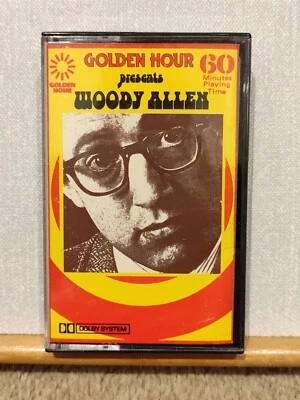 GOLDEN HOUR
presents
WOODY ALLEN
60
Minutes
Playing
Time
GOLDEN
HOUR
DOLBY SYSTEM